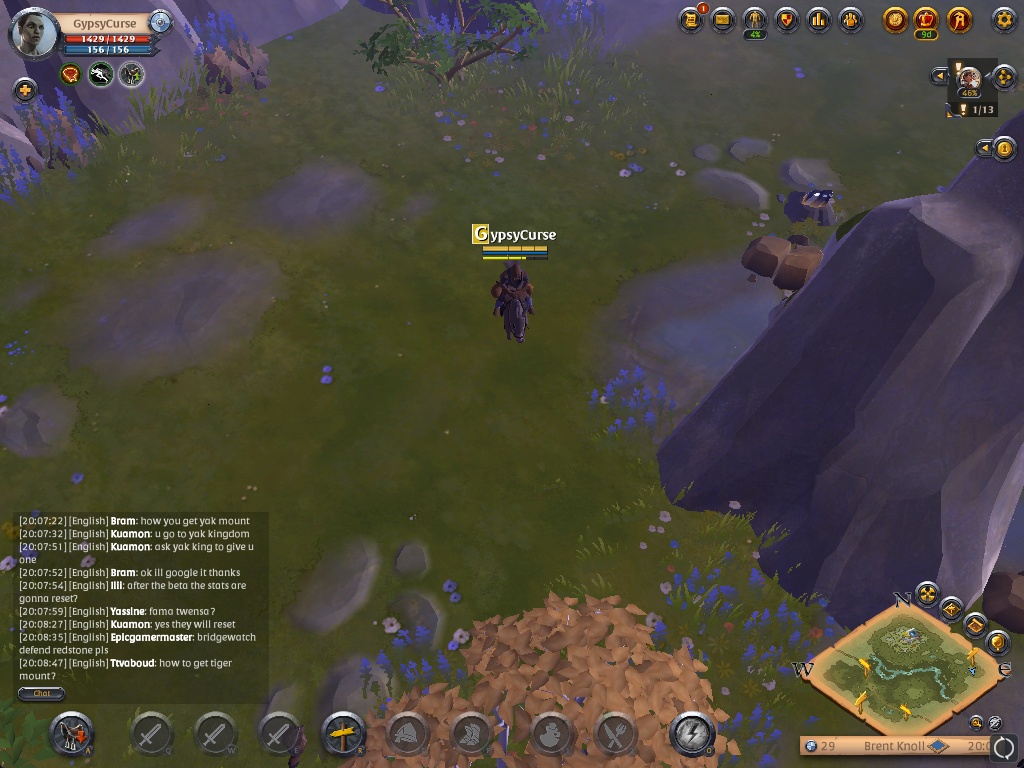 GypsyCurse
1429 / 1429
156 / 156
1
4%
9d
46%
1/13
1
GypsyCurse
[20:07:22] [English] Bram: how you get yak mount
[20:07:32] [English] Kuamon: u go to yak kingdom
[20:07:51] [English] Kuamon: ask yak king to give u
one
[20:07:52] [English] Bram: ok ill google it thanks
[20:07:54] [English] lili: after the beta the stats are
gonna reset?
[20:07:59] [English] Yassine: fama twensa ?
[20:08:27] [English] Kuamon: yes they will reset
[20:08:35] [English] Epicgamermaster: bridgewatch
defend redstone pls
[20:08:47] [English] Ttvaboud: how to get tiger
mount?
Chat
N
W
E
A
Q
W
E
R
29 Brent Knoll